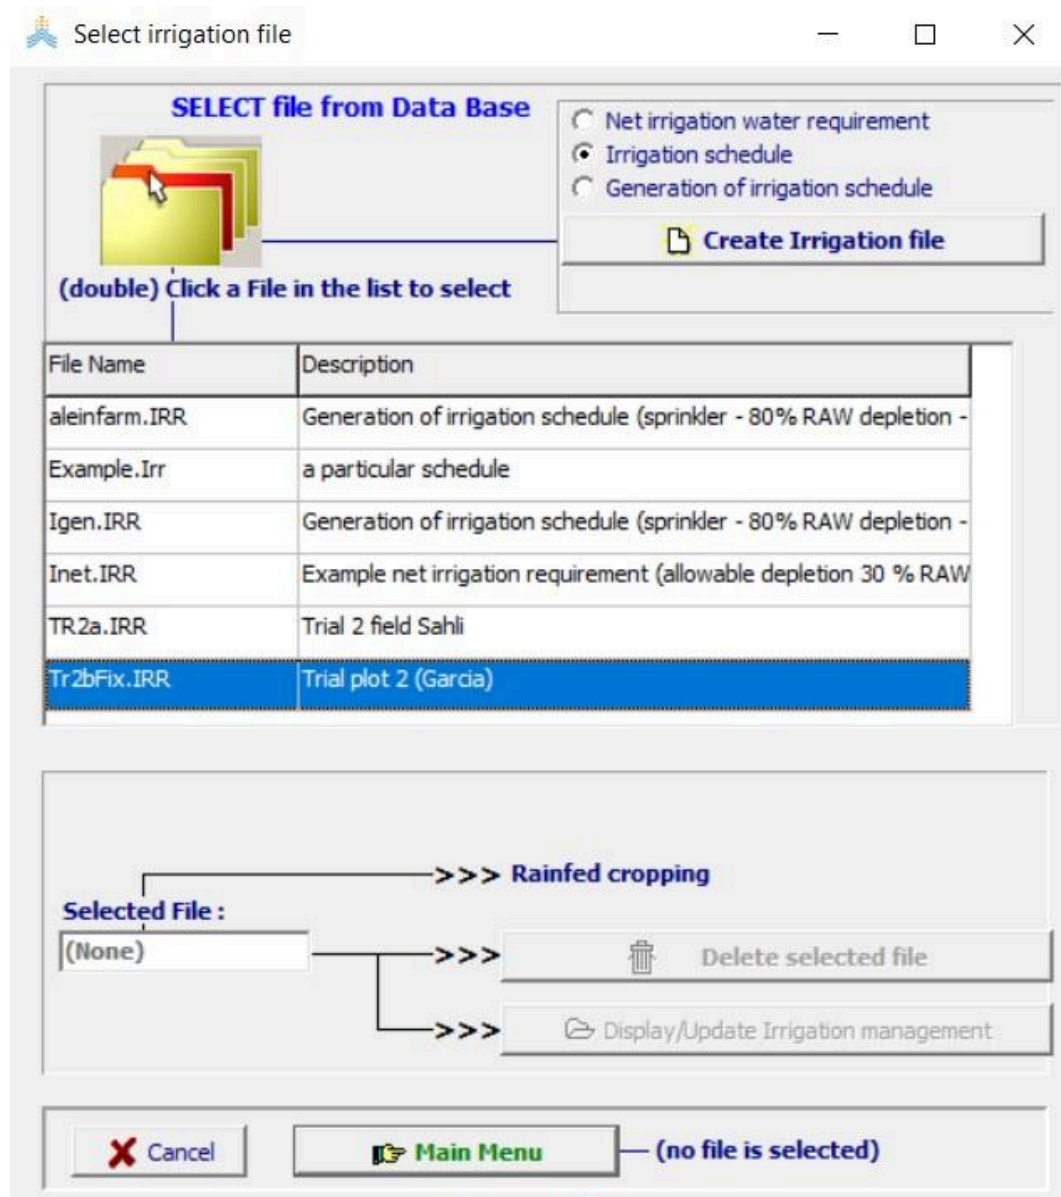 Select irrigation file
SELECT file from Data Base
Net irrigation water requirement
Irrigation schedule
Generation of irrigation schedule
Create Irrigation file
(double) Click a File in the list to select
File Name Description
aleinfarm.IRR Generation of irrigation schedule (sprinkler - 80% RAW depletion -
Example.Irr a particular schedule
Igen.IRR Generation of irrigation schedule (sprinkler - 80% RAW depletion -
Inet.IRR Example net irrigation requirement (allowable depletion 30 % RAW
TR2a.IRR Trial 2 field Sahli
Tr2bFix.IRR Trial plot 2 (Garcia)
>>> Rainfed cropping
Selected File :
(None)
>>> Delete selected file
>>> Display/Update Irrigation management
Cancel Main Menu (no file is selected)